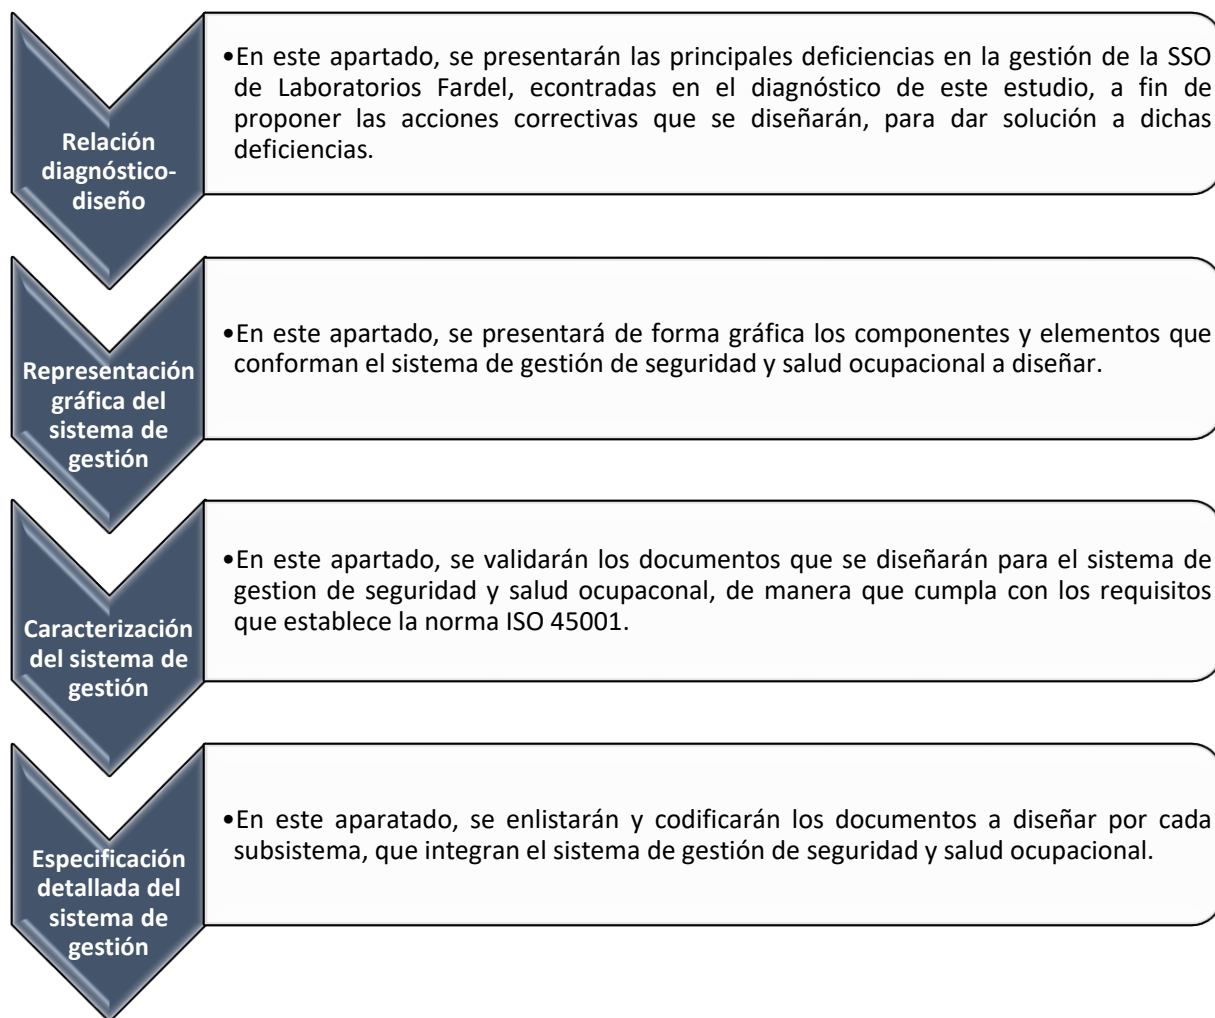 Relación
diagnóstico-
diseño
•En este apartado, se presentarán las principales deficiencias en la gestión de la SSO
de Laboratorios Fardel, econtradas en el diagnóstico de este estudio, a fin de
proponer las acciones correctivas que se diseñarán, para dar solución a dichas
deficiencias.
Representación
gráfica del
sistema de
gestión
•En este apartado, se presentará de forma gráfica los componentes y elementos que
conforman el sistema de gestión de seguridad y salud ocupacional a diseñar.
Caracterización
del sistema de
gestión
•En este apartado, se validarán los documentos que se diseñarán para el sistema de
gestion de seguridad y salud ocupaconal, de manera que cumpla con los requisitos
que establece la norma ISO 45001.
Especificación
detallada del
sistema de
gestión
•En este aparatado, se enlistarán y codificarán los documentos a diseñar por cada
subsistema, que integran el sistema de gestión de seguridad y salud ocupacional.